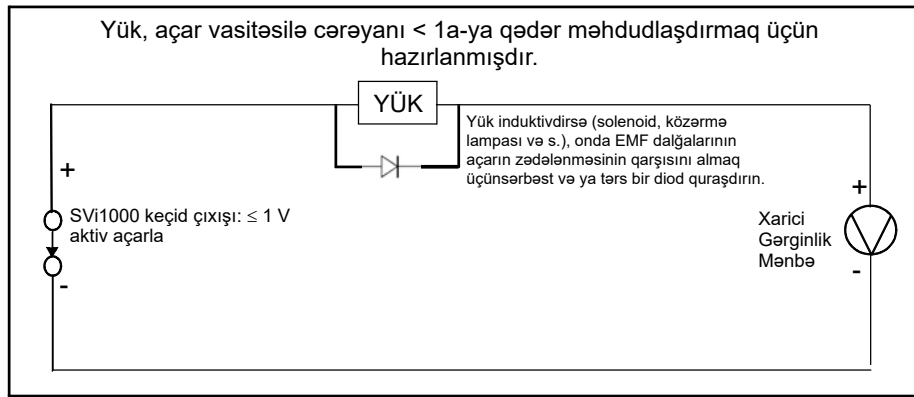 Yük, açar vasitəsilə cərəyanı < 1a-ya qədər məhdudlaşdırmaq üçün
hazırlanmışdır.
YÜK
Yük induktivdirsə (solenoid, közərmə
lampası və s.), onda EMF dalğalarının
açarın zədələnməsinin qarşısını almaq
üçünsərbəst və ya tərs bir diod quraşdırın.
+
SVi1000 keçid çıxışı: ≤ 1 V
aktiv açarla
-
+
Xarici
Gərginlik
Mənbə
-